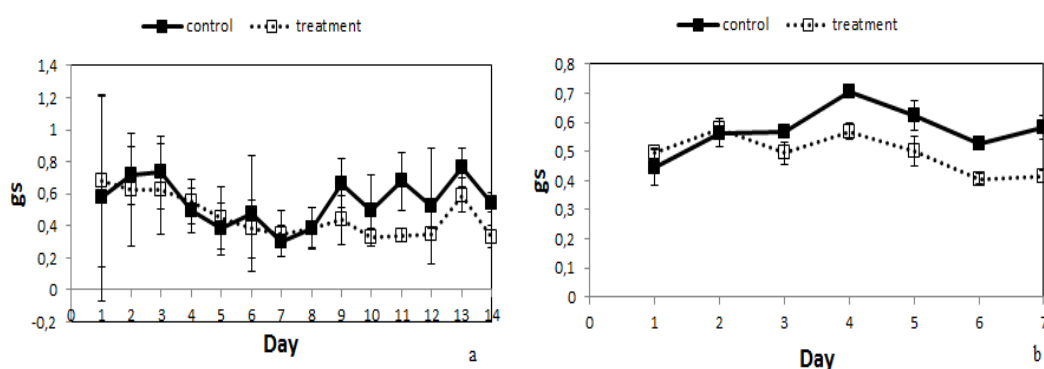 control treatment
1,4
1,2
1
0,8
0,6
0,4
0,2
0
-0,2
gs
0 1 2 3 4 5 6 7 8 9 10 11 12 13 14
Day
a
control treatment
0,8
0,7
0,6
0,5
0,4
0,3
0,2
0,1
0
gs
0 1 2 3 4 5 6 7
Day
b